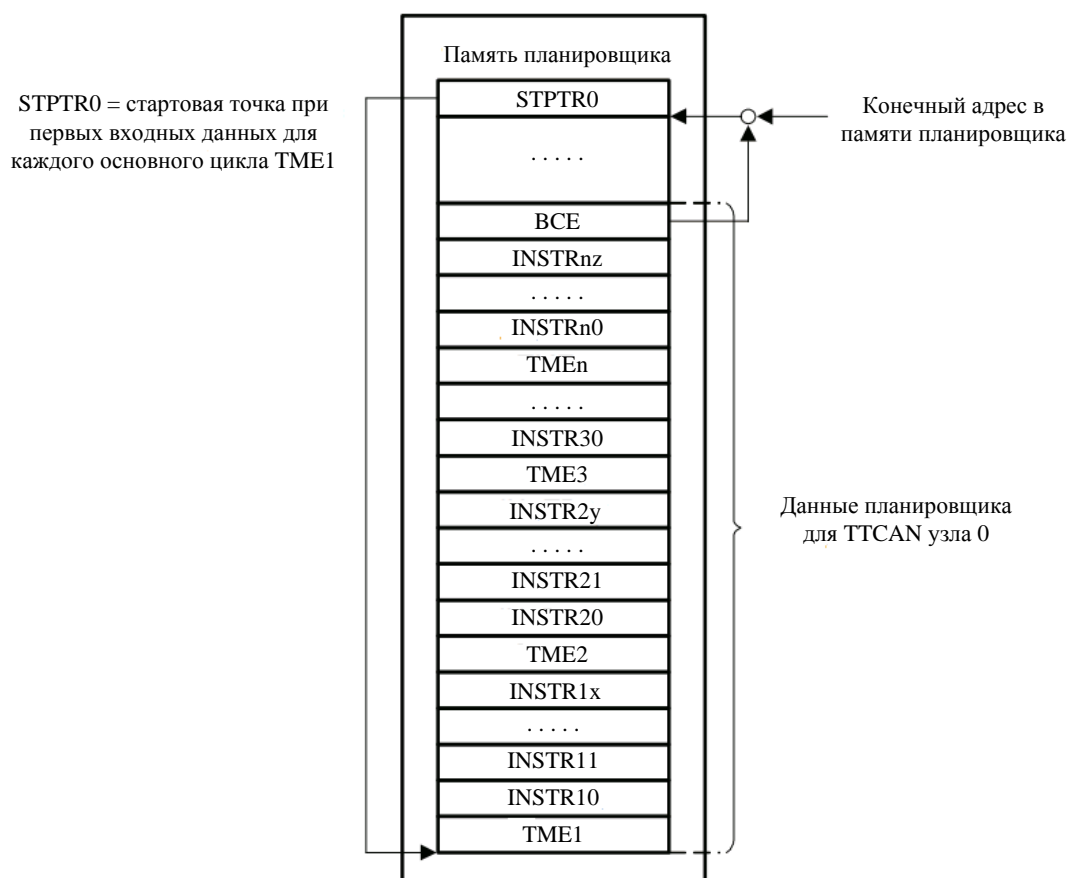 Память планировщика
STPTR0 = стартовая точка при
первых входных данных для
каждого основного цикла TME1
STPTR0
Конечный адрес в
памяти планировщика
. . . . .
BCE
INSTRnz
. . . . .
INSTRn0
TMEn
. . . . .
INSTR30
TME3
INSTR2y
. . . . .
INSTR21
INSTR20
TME2
INSTR1x
. . . . .
INSTR11
INSTR10
TME1
Данные планировщика
для TTCAN узла 0